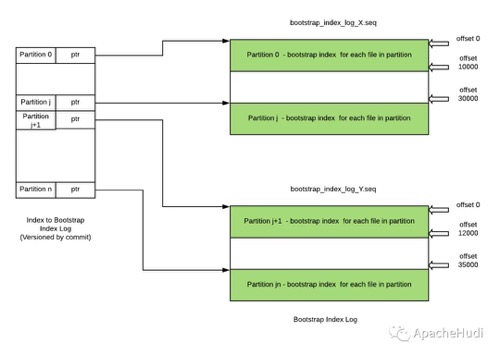 bootstrap_index_log_X.seq
Partition 0 ptr
Partition j ptr
Partition
j+1
ptr
Partition n ptr
Index to Bootstrap
Index Log
(Versioned by commit)
Partition 0 - bootstrap index for each file in partition
Partition j - bootstrap index for each file in partition
offset 0
offset
10000
offset
30000
bootstrap_index_log_Y.seq
Partition j+1 - bootstrap index for each file in partition
Partition jn - bootstrap index for each file in partition
offset 0
offset
12000
offset
35000
Bootstrap Index Log
ApacheHudi